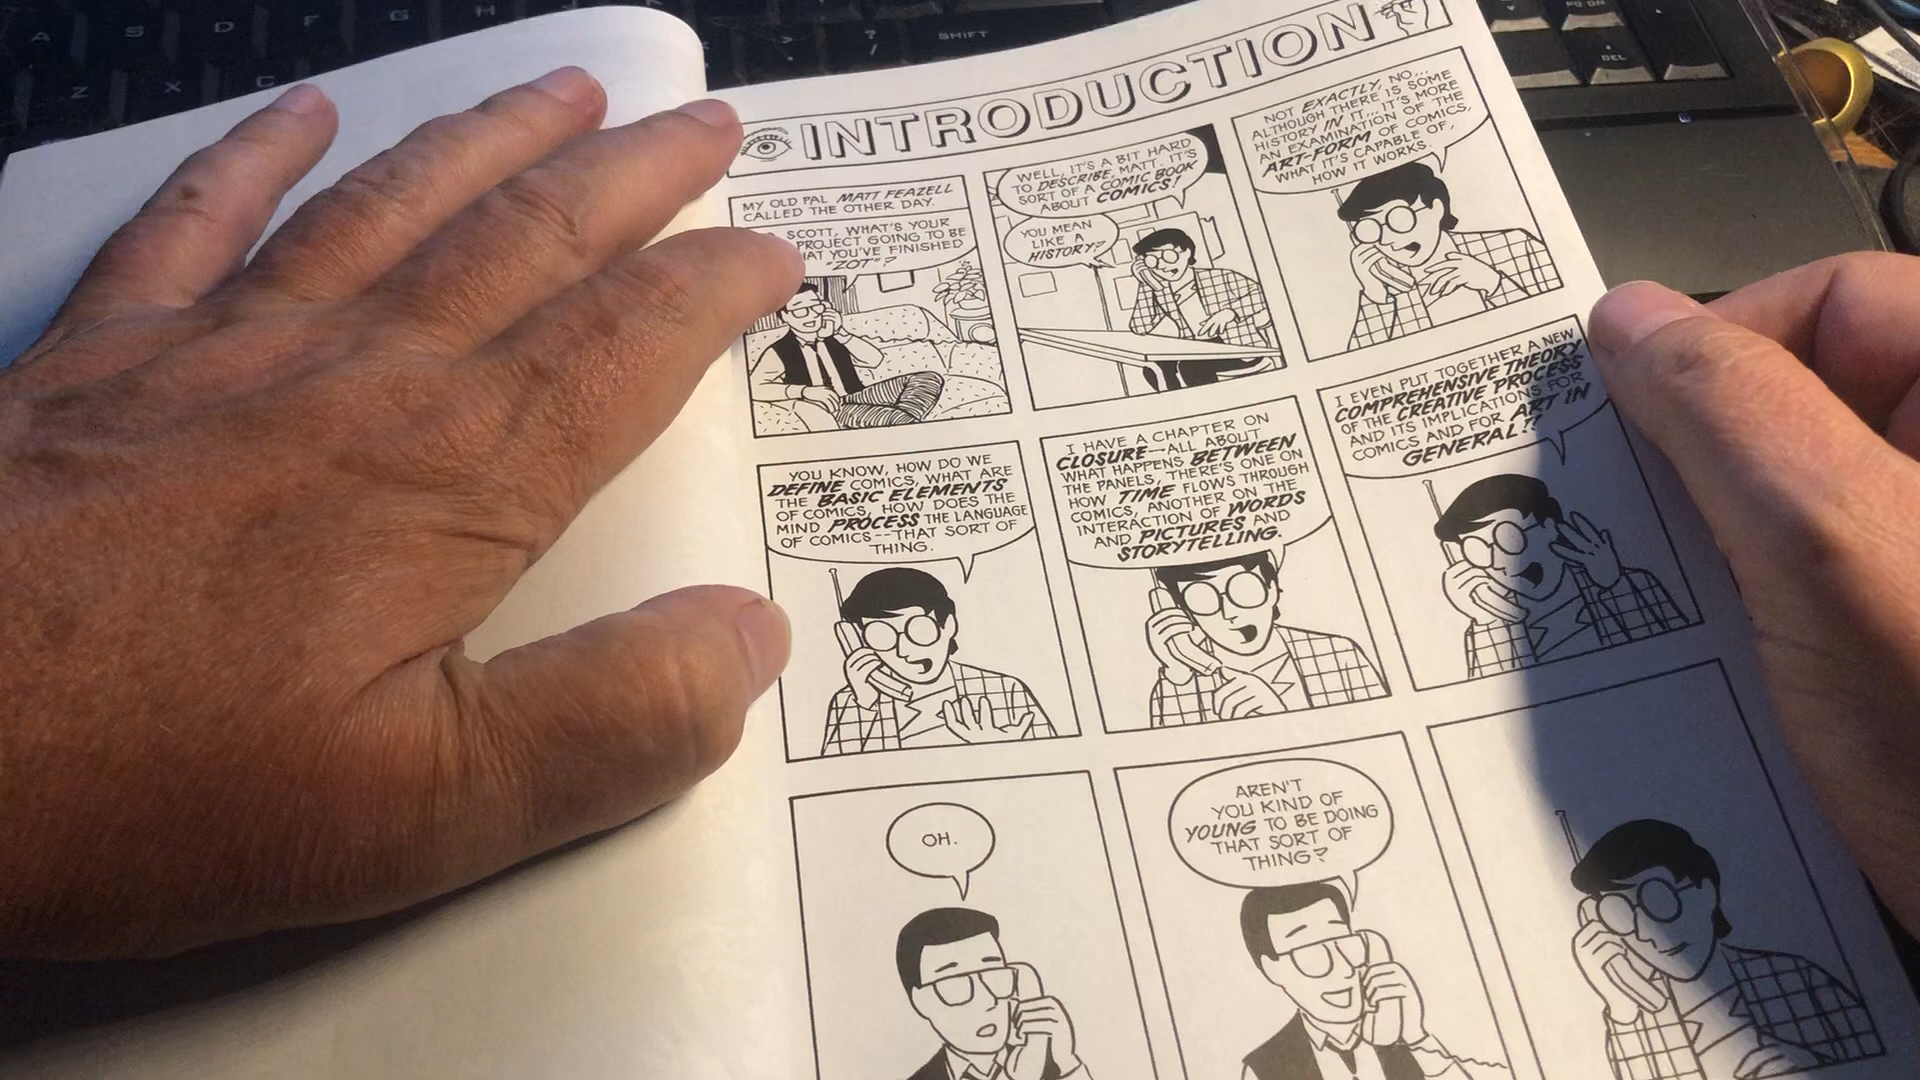 INTRODUCTION
MY OLD PAL MATT FEAZELL
CALLED THE OTHER DAY.
SCOTT, WHAT'S YOUR
PROJECT GOING TO BE
YOU'VE FINISHED
"ZOT"?
WELL, IT'S A BIT HARD
TO DESCRIBE, MATT. IT'S
SORT OF A COMIC BOOK
ABOUT COMICS!
YOU MEAN
LIKE A
HISTORY?
NOT EXACTLY, NO...
ALTHOUGH THERE IS SOME
HISTORY IN IT... IT'S MORE
AN EXAMINATION OF THE
ART-FORM OF COMICS,
WHAT IT'S CAPABLE OF,
HOW IT WORKS.
YOU KNOW, HOW DO WE
DEFINE COMICS, WHAT ARE
THE BASIC ELEMENTS
OF COMICS, HOW DOES THE
MIND PROCESS THE LANGUAGE
OF COMICS--THAT SORT OF
THING.
I HAVE A CHAPTER ON
CLOSURE--ALL ABOUT
WHAT HAPPENS BETWEEN
THE PANELS, THERE'S ONE ON
HOW TIME FLOWS THROUGH
COMICS, ANOTHER ON THE
INTERACTION OF WORDS
AND PICTURES AND
STORYTELLING.
I EVEN PUT TOGETHER A NEW
COMPREHENSIVE THEORY
OF THE CREATIVE PROCESS
AND ITS IMPLICATIONS FOR
COMICS AND FOR ART IN
GENERAL!!
OH.
AREN'T
YOU KIND OF
YOUNG TO BE DOING
THAT SORT OF
THING?
A
S
D
F
G
H
Z
X
C
?
/
SHIFT
PG DN
DEL